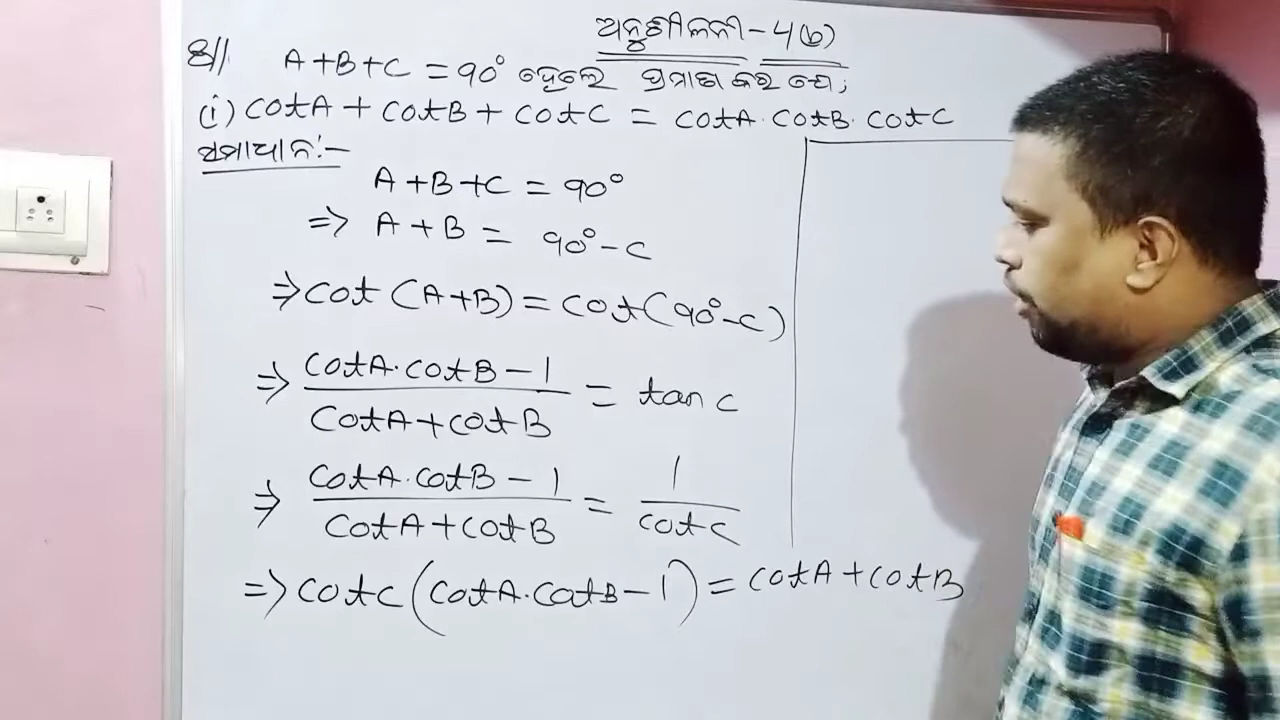 ଅନୁଶୀଳନୀ - 4(b)
8|| A+B+C = 90° ହେଲେ ପ୍ରମାଣ କର ଯେ;
(i) cotA + cotB + cotC = cotA·cotB·cotC
ସମାଧାନ:-
A+B+C = 90°
⇒ A+B = 90°-C
⇒ cot (A+B) = cot(90°-C)
⇒ (cotA·cotB-1)/(cotA+cotB) = tan C
⇒ (cotA·cotB-1)/(cotA+cotB) = 1/cotC
⇒ cotC(cotA·cotB-1) = cotA+cotB